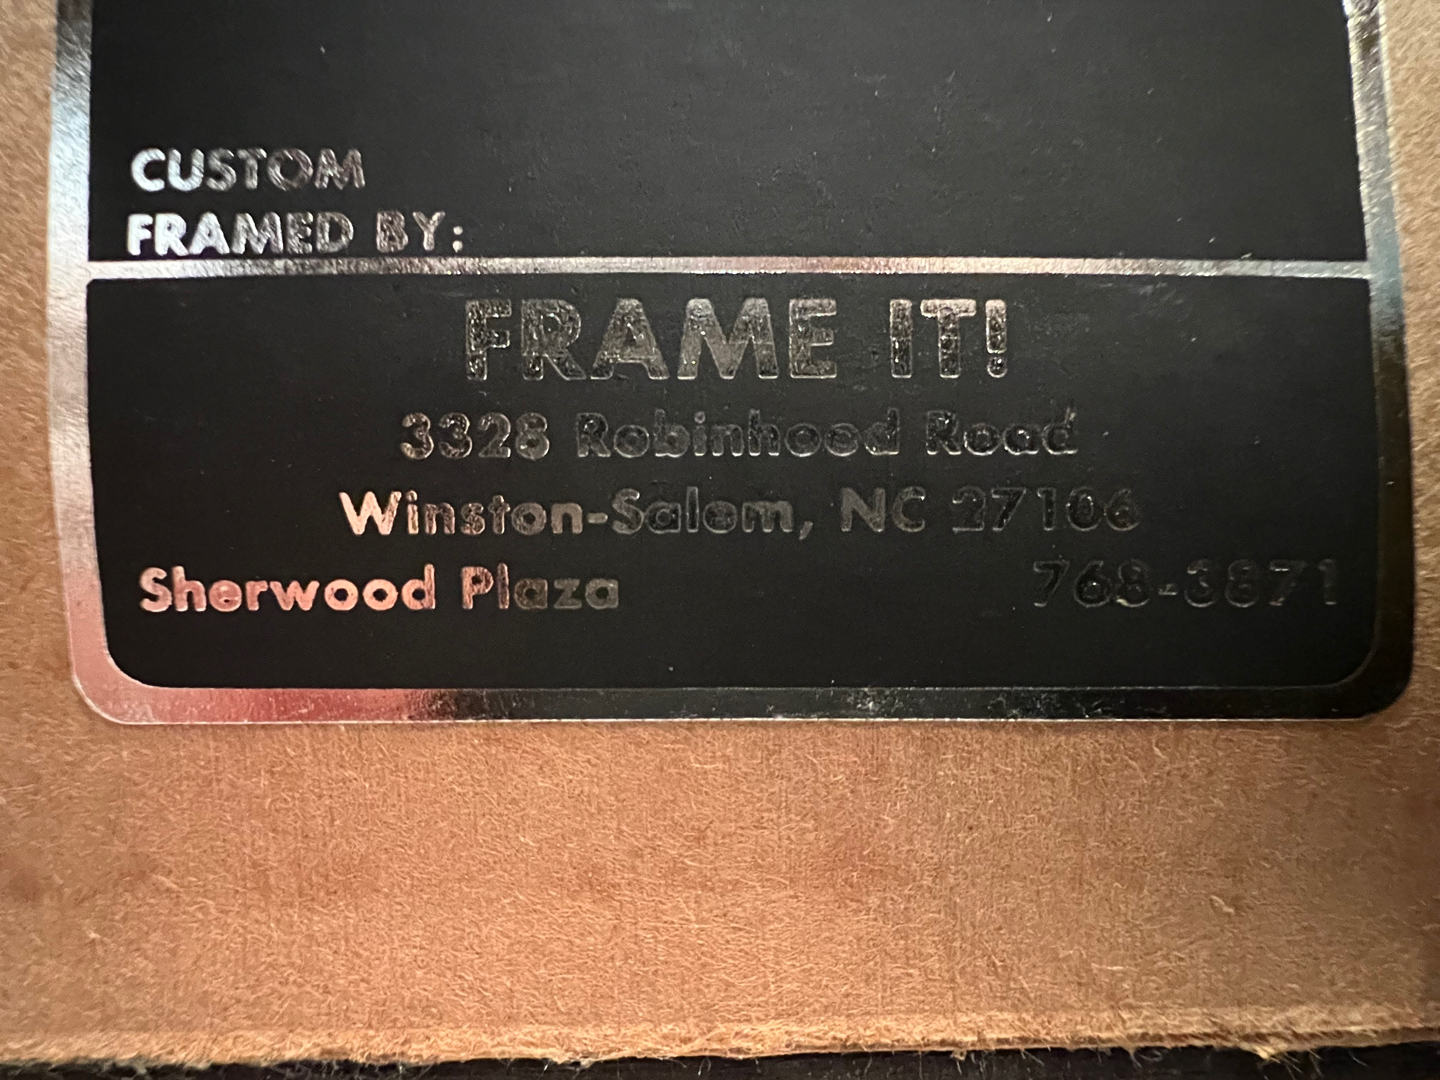 CUSTOM
FRAMED BY:
FRAME IT!
3328 Robinhood Road
Winston-Salem, NC 27106
Sherwood Plaza 768-3871